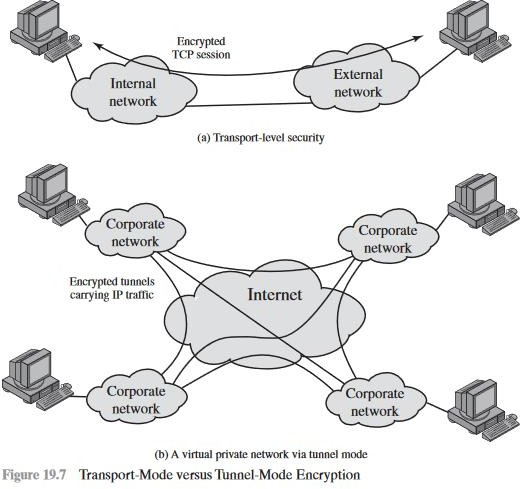 Encrypted
TCP session
Internal
network
External
network
(a) Transport-level security
Corporate
network
Corporate
network
Encrypted tunnels
carrying IP traffic
Internet
Corporate
network
Corporate
network
(b) A virtual private network via tunnel mode
Figure 19.7 Transport-Mode versus Tunnel-Mode Encryption